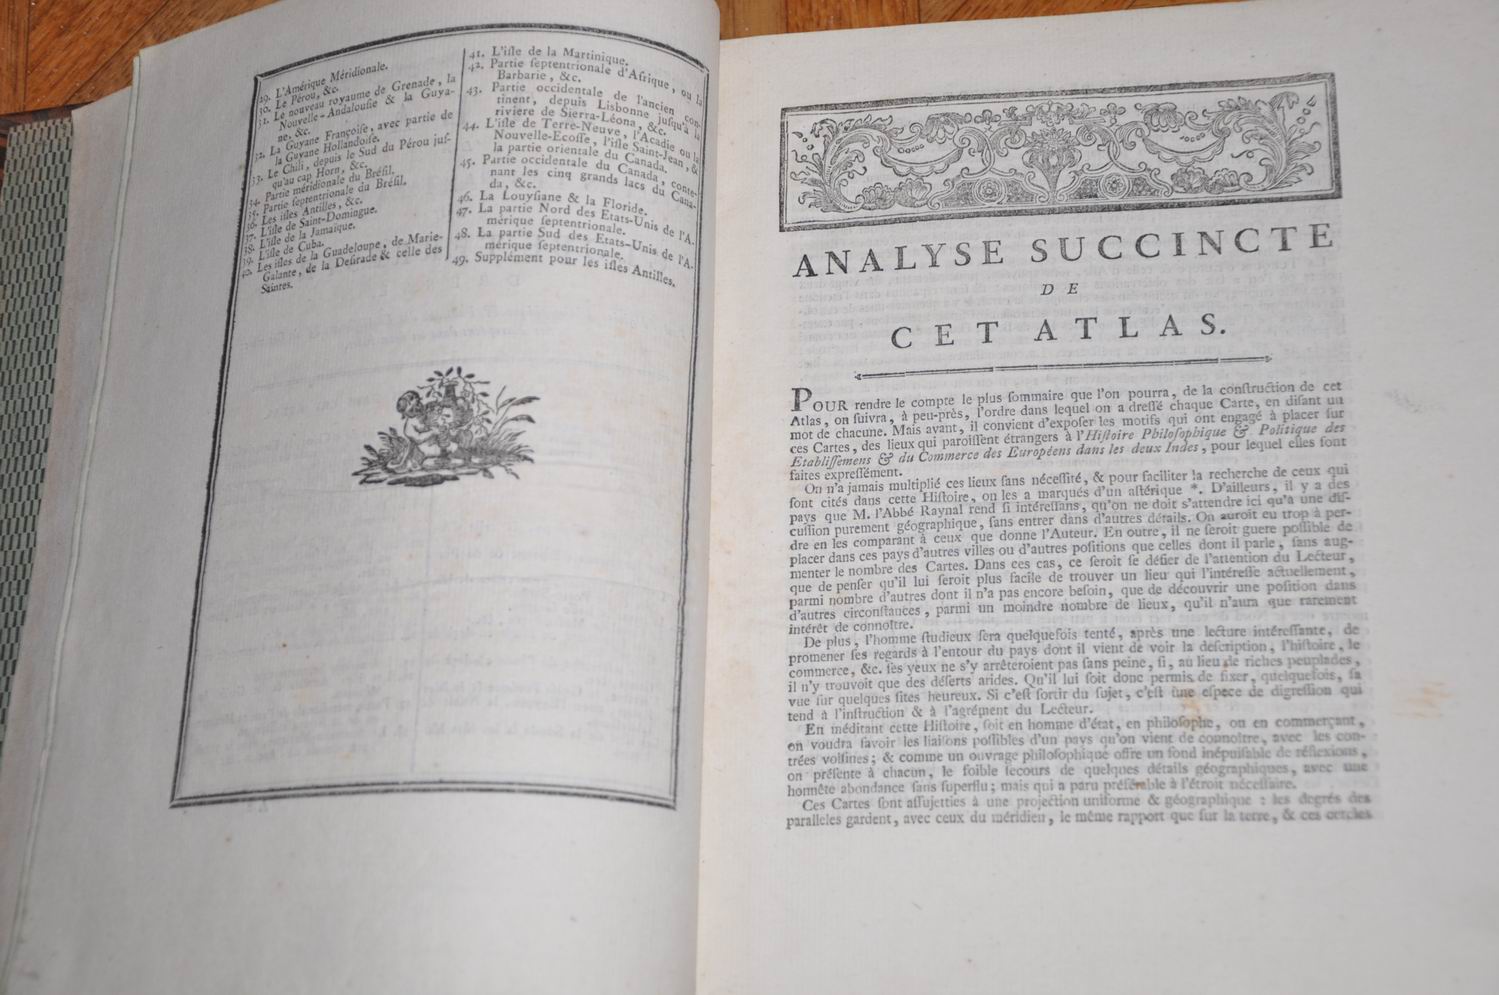 29. L'Amérique Méridionale.
30. Le Pérou, &c.
31. Le nouveau royaume de Grenade, la
Nouvelle-Andalousie & la Guya-
ne, &c.
32. La Guyane Françoise, avec partie de
la Guyane Hollandoise.
33. Le Chili, depuis le Sud du Pérou jus-
qu'au cap Horn, &c.
34. Partie méridionale du Brésil.
35. Partie septentrionale du Brésil.
36. Les isles Antilles, &c.
37. L'isle de Saint-Domingue.
38. L'isle de la Jamaïque.
39. L'isle de Cuba.
40. Les isles de la Guadeloupe, de Marie-
Galante, de la Desirade & celle des
Saintes.
41. L'isle de la Martinique.
42. Partie septentrionale d'Afrique, ou la
Barbarie, &c.
43. Partie occidentale de l'ancien con-
tinent, depuis Lisbonne jusqu'à la
riviere de Sierra-Léona, &c.
44. L'isle de Terre-Neuve, l'Acadie ou la
Nouvelle-Ecosse, l'isle Saint-Jean, &
la partie orientale du Canada.
45. Partie occidentale du Canada, conte-
nant les cinq grands lacs du Cana-
da, &c.
46. La Louysiane & la Floride.
47. La partie Nord des Etats-Unis de l'A-
mérique septentrionale.
48. La partie Sud des Etats-Unis de l'A-
mérique septentrionale.
49. Supplément pour les isles Antilles.
ANALYSE SUCCINCTE
DE
CET ATLAS.
POUR rendre le compte le plus sommaire que l'on pourra, de la construction de cet
Atlas, on suivra, à peu-près, l'ordre dans lequel on a dressé chaque Carte, en disant un
mot de chacune. Mais avant, il convient d'exposer les motifs qui ont engagé à placer sur
ces Cartes, des lieux qui paroissent étrangers à l'Histoire Philosophique & Politique des
Etablissemens & du Commerce des Européens dans les deux Indes, pour lequel elles sont
faites expressément.
On n'a jamais multiplié ces lieux sans nécessité, & pour faciliter la recherche de ceux qui
sont cités dans cette Histoire, on les a marqués d'un astérique *. D'ailleurs, il y a des
pays que M. l'Abbé Raynal rend si intéressans, qu'on ne doit s'attendre ici qu'à une dis-
cussion purement géographique, sans entrer dans d'autres détails. On auroit eu trop à per-
dre en les comparant à ceux que donne l'Auteur. En outre, il ne seroit guere possible de
placer dans ces pays d'autres villes ou d'autres positions que celles dont il parle, sans aug-
menter le nombre des Cartes. Dans ces cas, ce seroit se défier de l'attention du Lecteur,
que de penser qu'il lui seroit plus facile de trouver un lieu qui l'intéresse actuellement,
parmi nombre d'autres dont il n'a pas encore besoin, que de découvrir une position dans
d'autres circonstances, parmi un moindre nombre de lieux, qu'il n'aura que rarement
intérêt de connoître.
De plus, l'homme studieux sera quelquefois tenté, après une lecture intéressante, de
promener ses regards à l'entour du pays dont il vient de voir la description, l'histoire, le
commerce, &c. ses yeux ne s'y arrêteroient pas sans peine, si, au lieu de riches peuplades,
il n'y trouvoit que des déserts arides. Qu'il lui soit donc permis de fixer, quelquefois, sa
vue sur quelques sites heureux. Si c'est sortir du sujet, c'est une espece de digression qui
tend à l'instruction & à l'agrément du Lecteur.
En méditant cette Histoire, soit en homme d'état, en philosophe, ou en commerçant,
on voudra savoir les liaisons possibles d'un pays qu'on vient de connoître, avec les con-
trées voisines; & comme un ouvrage philosophique offre un fond inépuisable de réflexions,
on présente à chacun, le foible secours de quelques détails géographiques, avec une
honnête abondance sans superflu; mais qui a paru préférable à l'étroit nécessaire.
Ces Cartes sont assujetties à une projection uniforme & géographique : les degrés des
paralleles gardent, avec ceux du méridien, le même rapport que sur la terre, & ces cercles